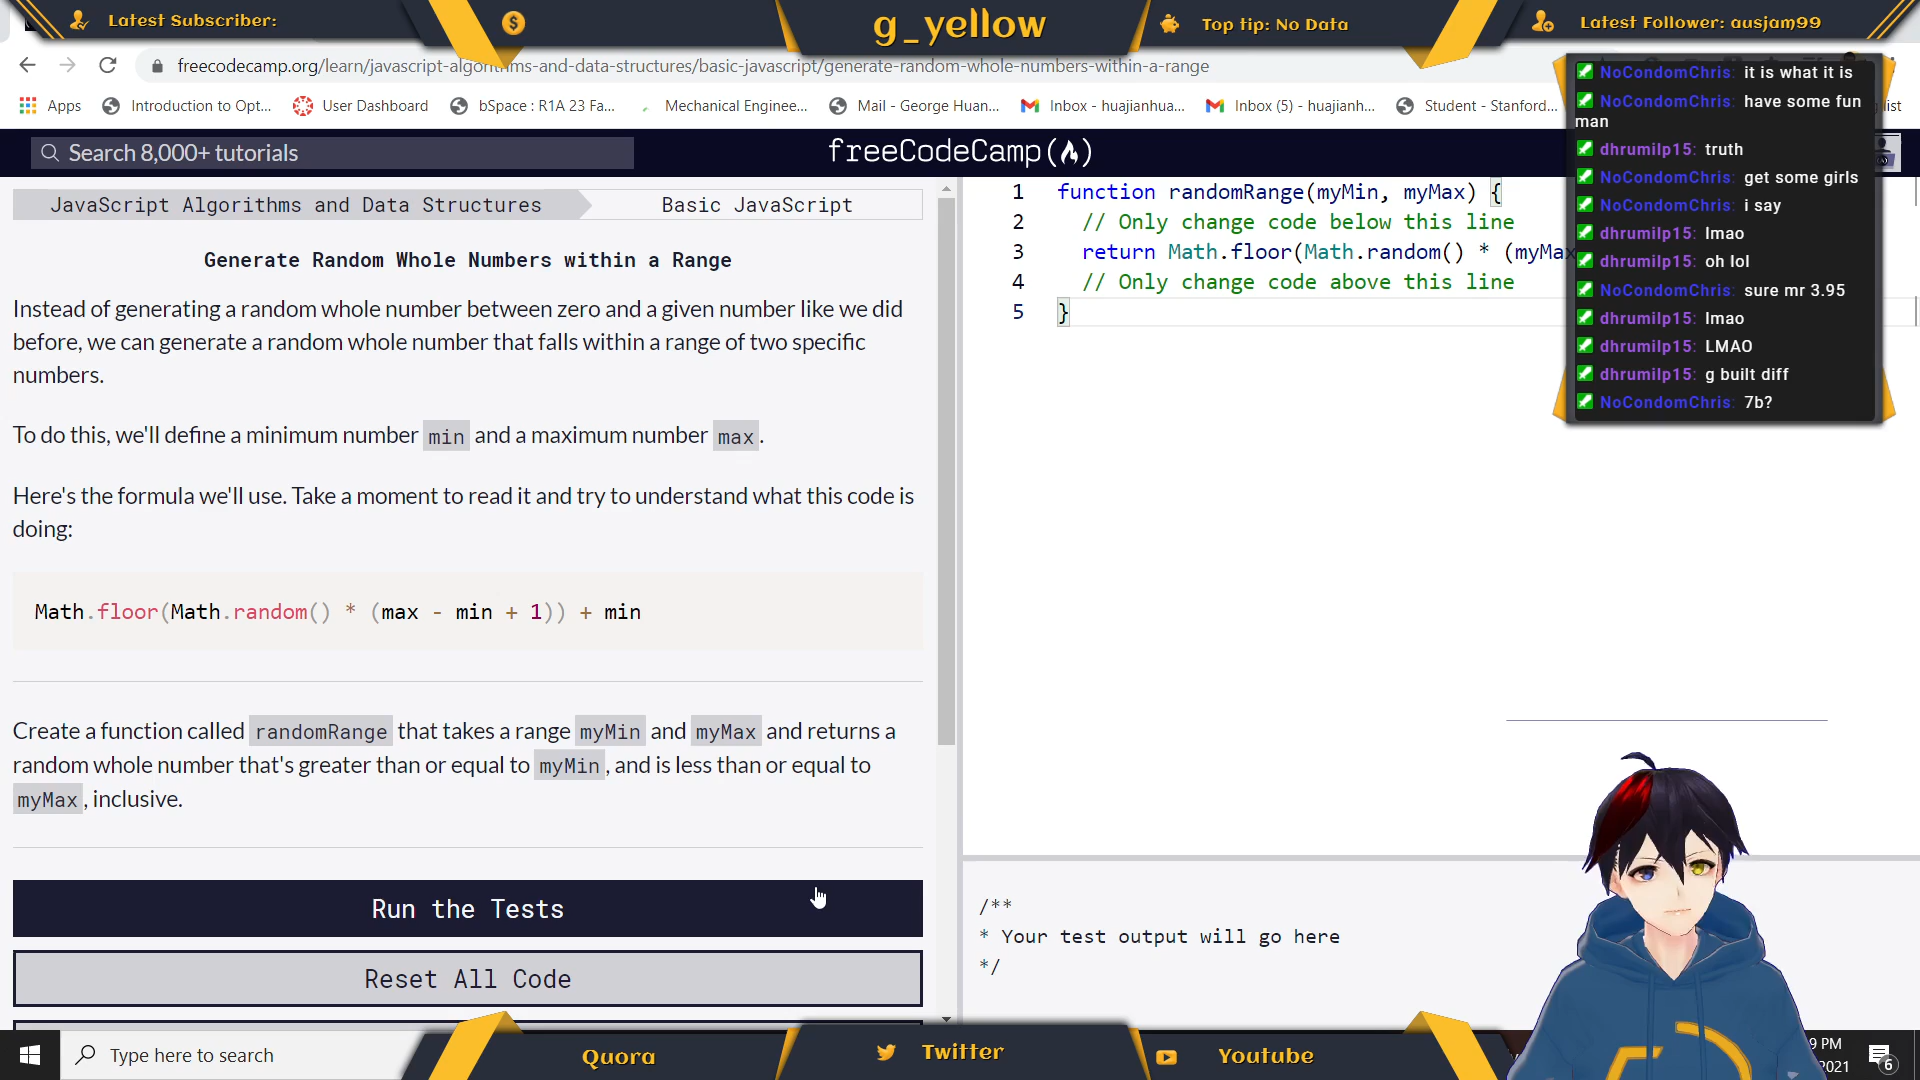 Latest Subscriber:
g_yellow
Top tip: No Data
Latest Follower: ausjam99
freecodecamp.org/learn/javascript-algorithms-and-data-structures/basic-javascript/generate-random-whole-numbers-within-a-range
Apps
Introduction to Opt...
User Dashboard
bSpace : R1A 23 Fa...
Mechanical Enginee...
Mail - George Huan...
Inbox - huajianhua...
Inbox (5) - huajianh...
Student - Stanford...
Search 8,000+ tutorials
freeCodeCamp
JavaScript Algorithms and Data Structures
Basic JavaScript
Generate Random Whole Numbers within a Range
Instead of generating a random whole number between zero and a given number like we did
before, we can generate a random whole number that falls within a range of two specific
numbers.
To do this, we'll define a minimum number min and a maximum number max.
Here's the formula we'll use. Take a moment to read it and try to understand what this code is
doing:
Math.floor(Math.random() * (max - min + 1)) + min
Create a function called randomRange that takes a range myMin and myMax and returns a
random whole number that's greater than or equal to myMin, and is less than or equal to
myMax, inclusive.
Run the Tests
Reset All Code
1 function randomRange(myMin, myMax) {
2 // Only change code below this line
3 return Math.floor(Math.random() * (myMax
4 // Only change code above this line
5 }
/**
* Your test output will go here
*/
NoCondomChris: it is what it is
NoCondomChris: have some fun
man
dhrumilp15: truth
NoCondomChris: get some girls
NoCondomChris: i say
dhrumilp15: lmao
dhrumilp15: oh lol
NoCondomChris: sure mr 3.95
dhrumilp15: lmao
dhrumilp15: LMAO
dhrumilp15: g built diff
NoCondomChris: 7b?
Type here to search
Quora
Twitter
Youtube
9 PM
2021
6